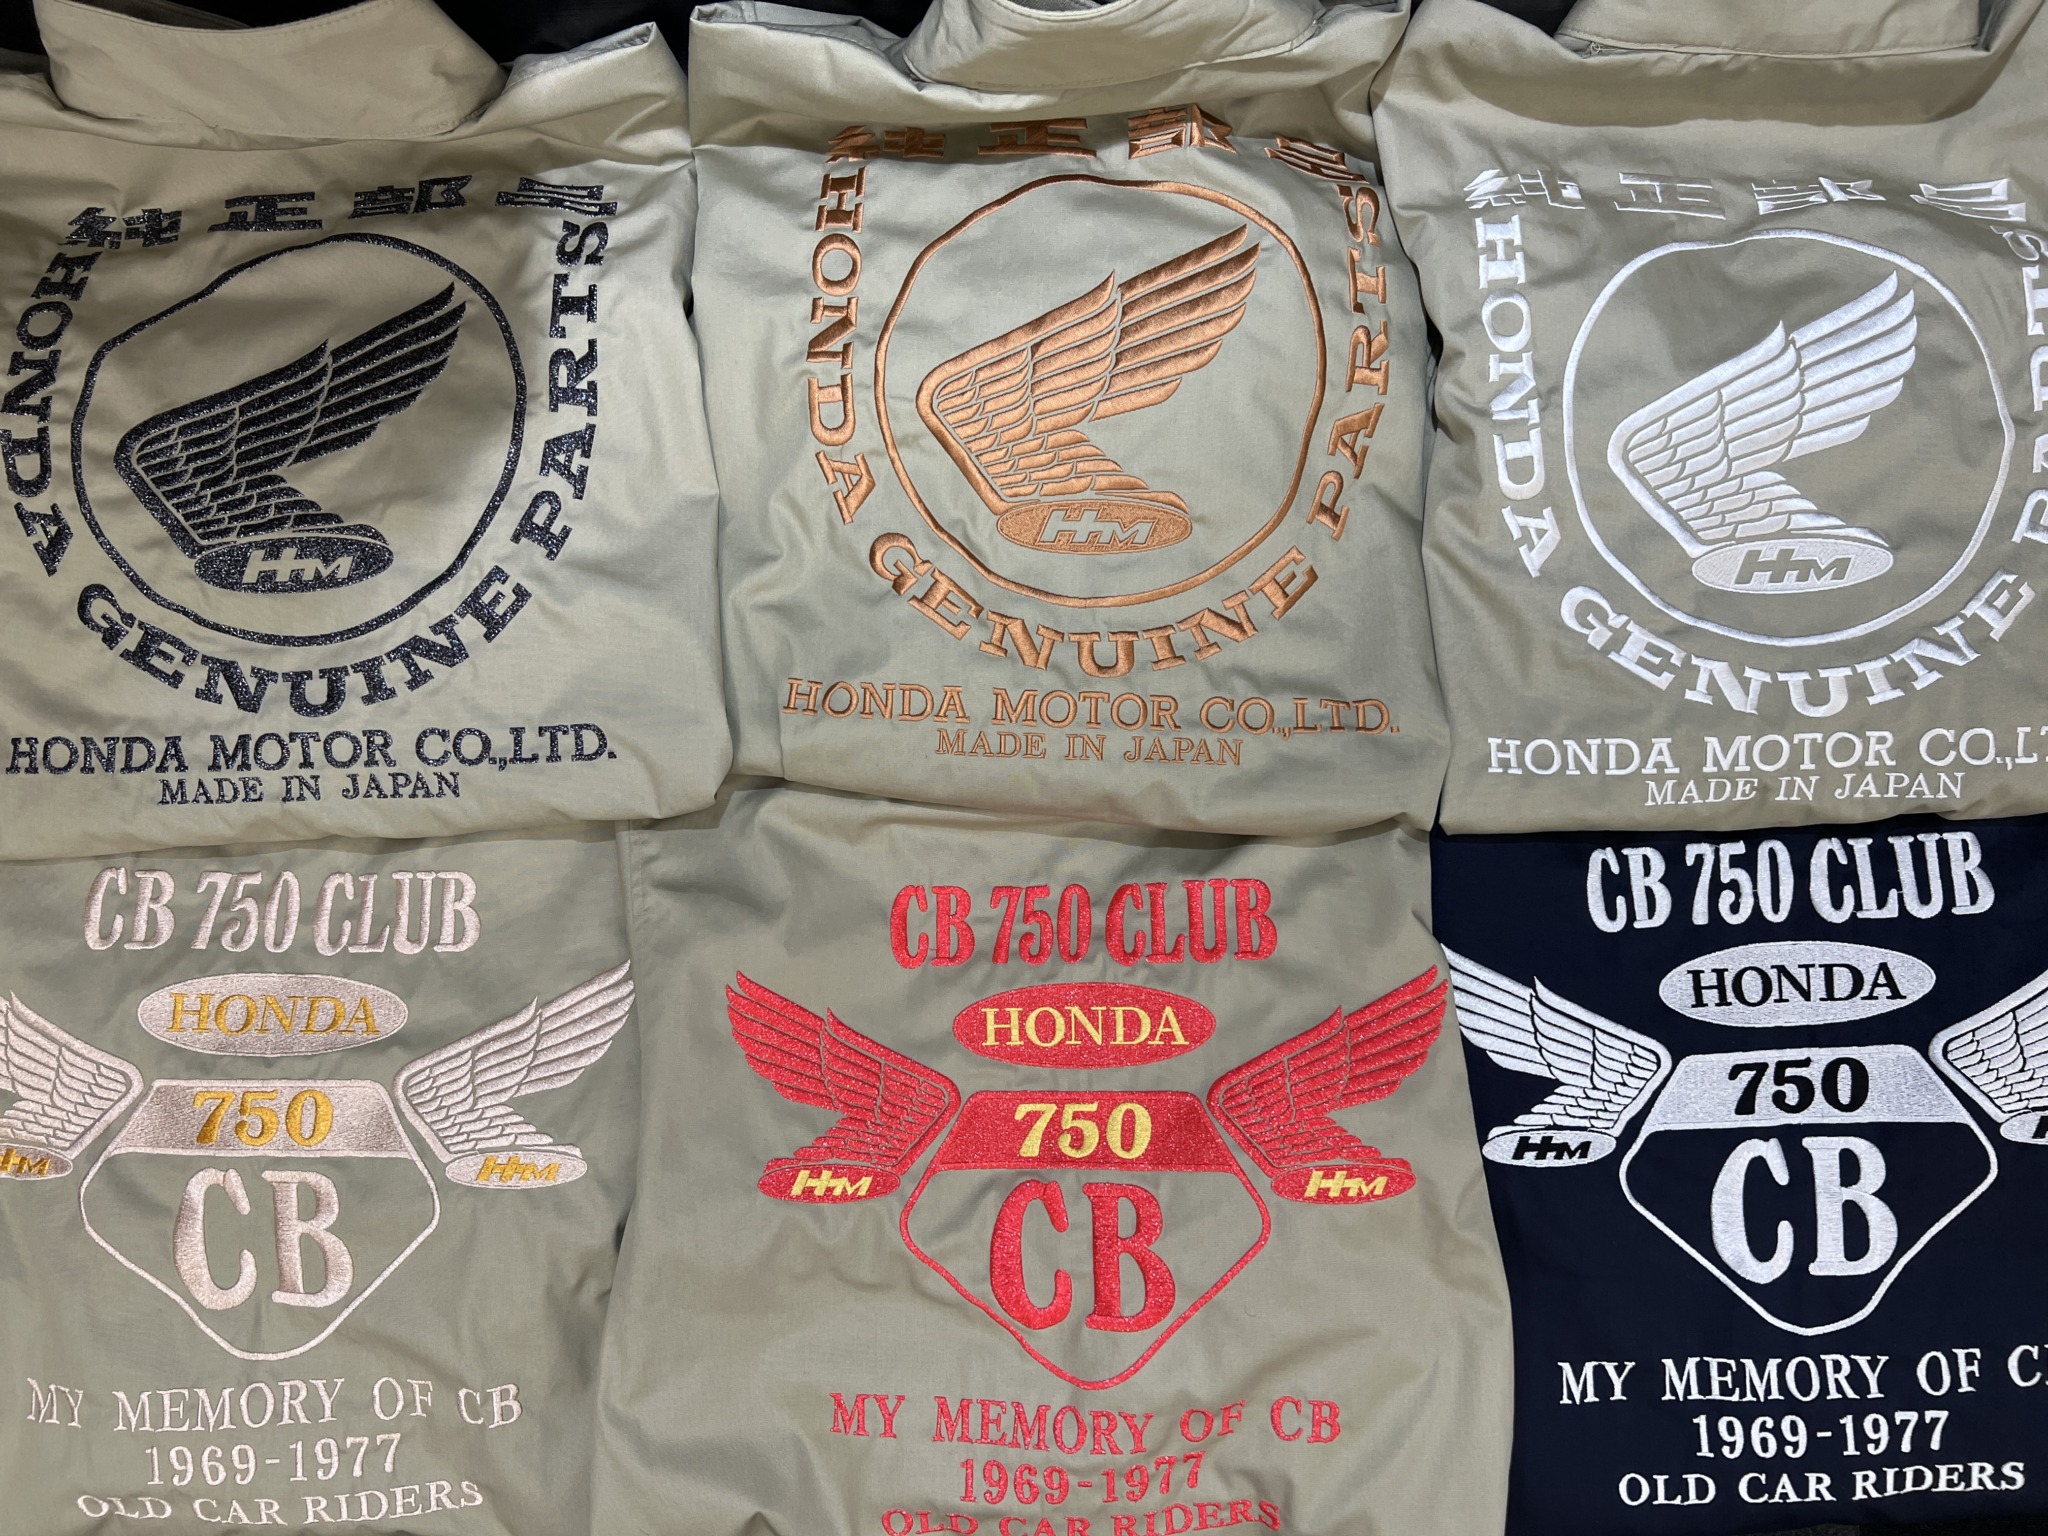 純正部品
HONDA GENUINE PARTS
HM
HONDA MOTOR CO.,LTD.
MADE IN JAPAN
純正部品
HONDA GENUINE PARTS
HM
HONDA MOTOR CO.,LTD.
MADE IN JAPAN
純正部品
HONDA GENUINE PARTS
HM
HONDA MOTOR CO.,LT
MADE IN JAPAN
CB 750 CLUB
HONDA
750
HM
HM
CB
MY MEMORY OF CB
1969-1977
OLD CAR RIDERS
CB 750 CLUB
HONDA
750
HM
HM
CB
MY MEMORY OF CB
1969-1977
OLD CAR RIDERS
CB 750 CLUB
HONDA
750
HM
CB
MY MEMORY OF C
1969-1977
OLD CAR RIDERS